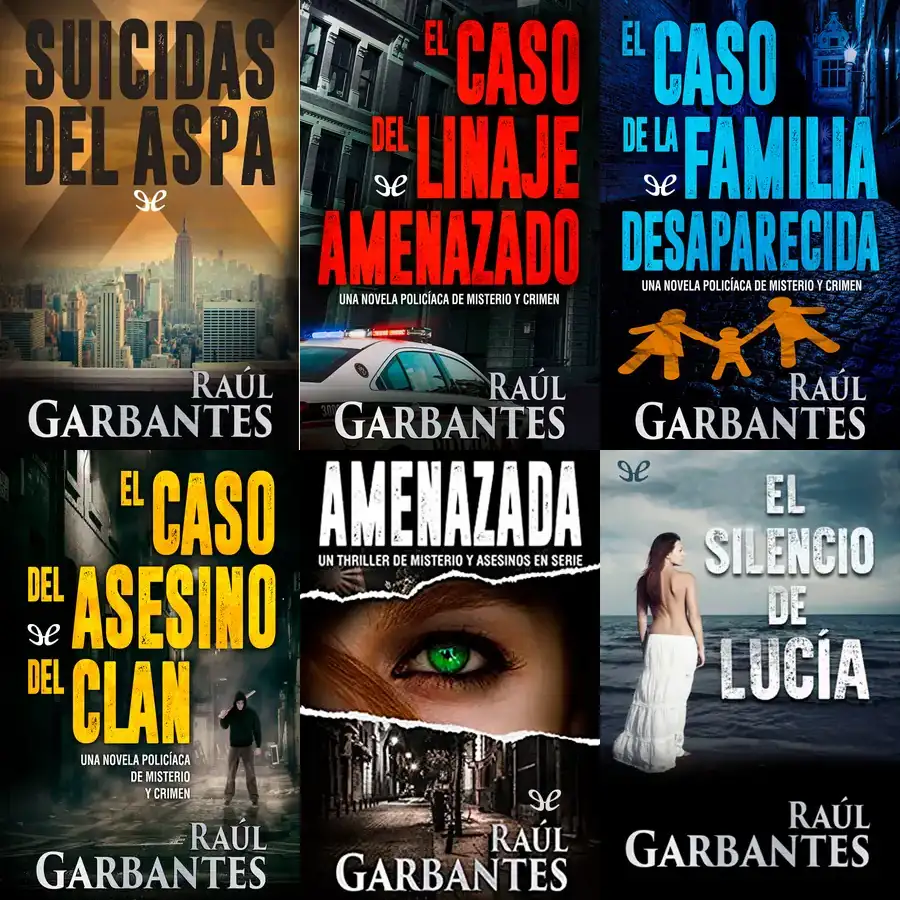 SUICIDAS
DEL ASPA
RAÚL
GARBANTES
EL CASO
DEL LINAJE
AMENAZADO
UNA NOVELA POLICÍACA DE MISTERIO Y CRIMEN
RAÚL
GARBANTES
EL CASO
DE LA FAMILIA
DESAPARECIDA
UNA NOVELA POLICÍACA DE MISTERIO Y CRIMEN
RAÚL
GARBANTES
EL CASO
DEL ASESINO
DEL CLAN
UNA NOVELA POLICÍACA
DE MISTERIO
Y CRIMEN
RAÚL
GARBANTES
AMENAZADA
UN THRILLER DE MISTERIO Y ASESINOS EN SERIE
RAÚL
GARBANTES
EL
SILENCIO
DE
LUCÍA
RAÚL
GARBANTES